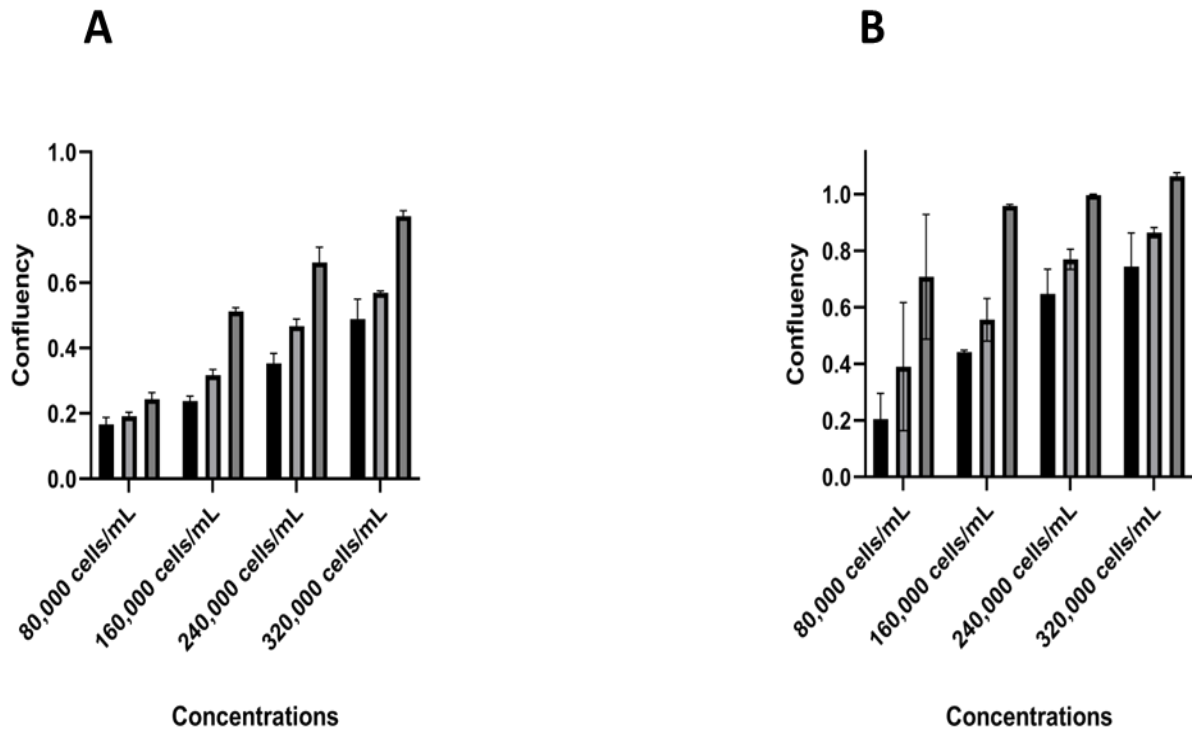 A
1.0
0.8
0.6
0.4
0.2
0.0
Confluency
80,000 cells/mL
160,000 cells/mL
240,000 cells/mL
320,000 cells/mL
Concentrations
B
1.0
0.8
0.6
0.4
0.2
0.0
Confluency
80,000 cells/mL
160,000 cells/mL
240,000 cells/mL
320,000 cells/mL
Concentrations